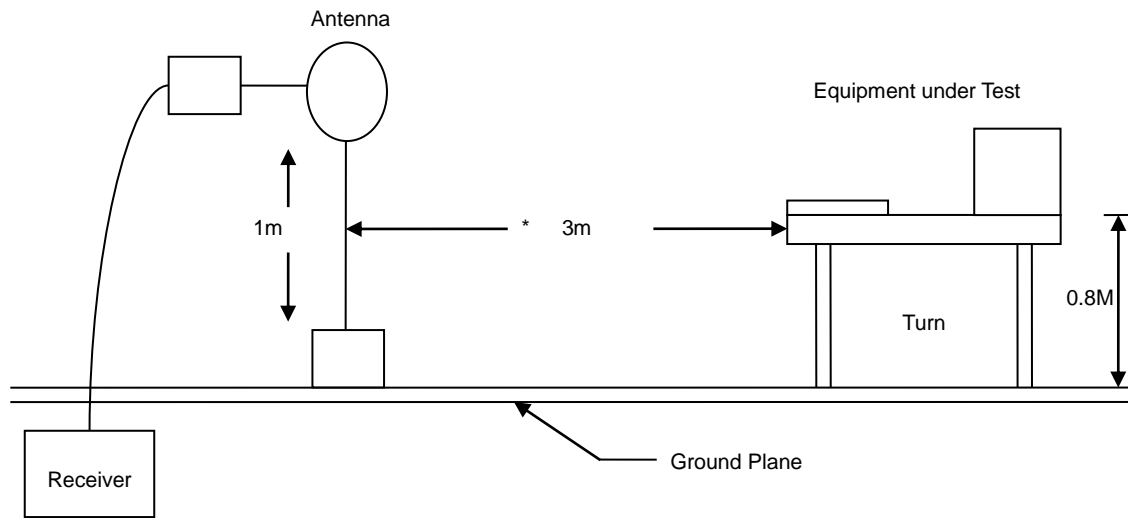 Antenna
Equipment under Test
1m
* 3m
0.8M
Turn
Ground Plane
Receiver